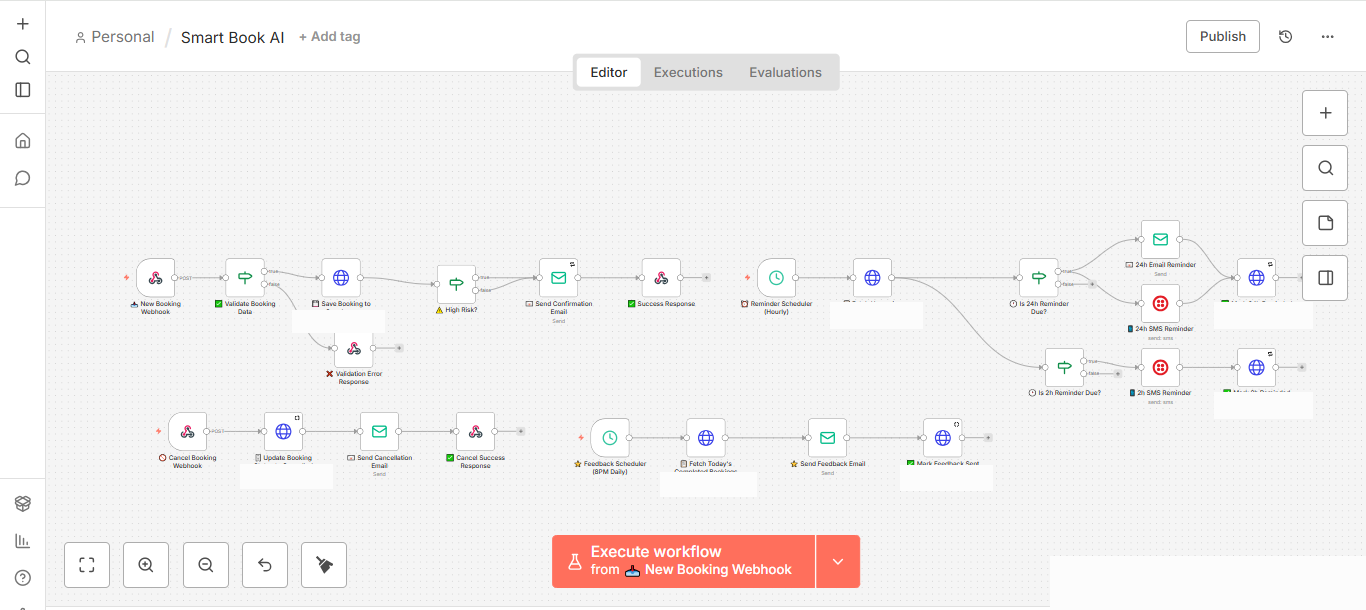 Personal / Smart Book AI + Add tag
Publish
Editor Executions Evaluations
24h Email Reminder
Send
POST
true
false
true
false
true
false
New Booking
Webhook
Validate Booking
Data
Save Booking to
High Risk?
Send Confirmation
Email
Send
Success Response
Reminder Scheduler
(Hourly)
Is 24h Reminder
Due?
24h SMS Reminder
send: sms
Validation Error
Response
true
false
Is 2h Reminder Due?
2h SMS Reminder
send: sms
POST
Cancel Booking
Webhook
Update Booking
Send Cancellation
Email
Send
Cancel Success
Response
Feedback Scheduler
(8PM Daily)
Fetch Today's
Send Feedback Email
Send
Mark Feedback Sent
Execute workflow
from New Booking Webhook